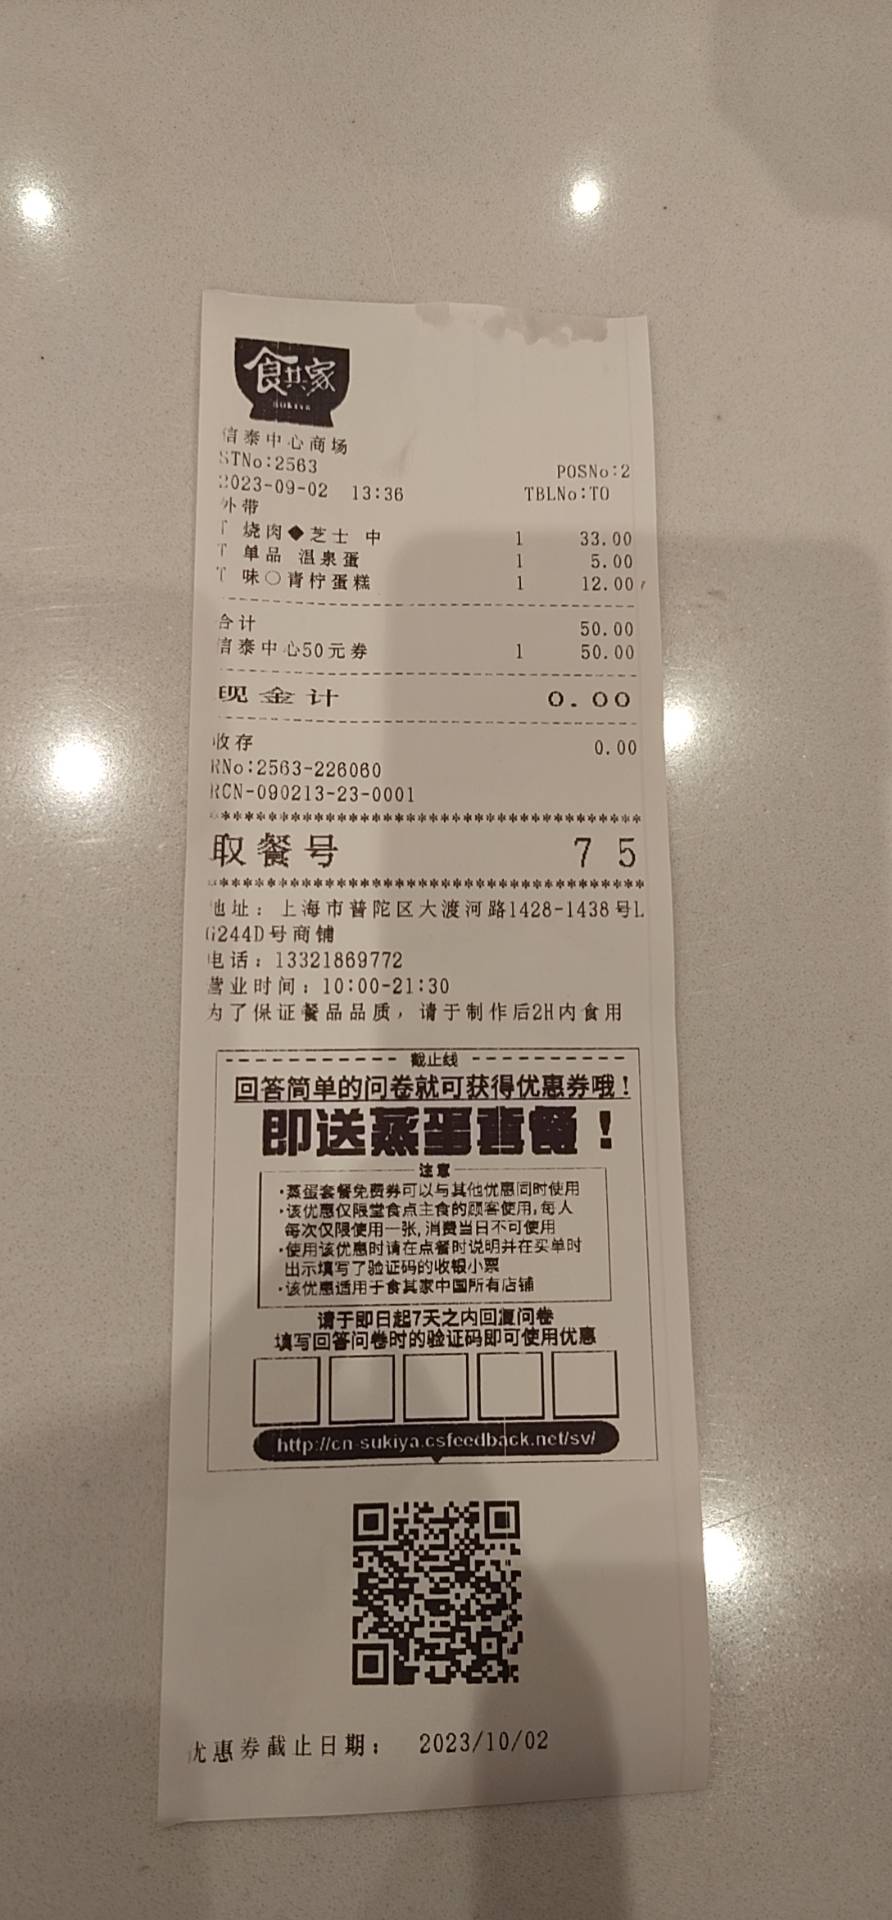 食其家
SUKIYA
信泰中心商场
STNo:2563 POSNo:2
2023-09-02 13:36 TBLNo:TO
外带
T 烧肉◆芝士 中 1 33.00
T 单品 温泉蛋 1 5.00
T 味○青柠蛋糕 1 12.00
合计 50.00
信泰中心50元券 1 50.00
现金计 0.00
收存 0.00
RNo:2563-226060
RCN-090213-23-0001
****************************************
取餐号 75
****************************************
地址：上海市普陀区大渡河路1428-1438号L
G244D号商铺
电话：13321869772
营业时间：10:00-21:30
为了保证餐品品质，请于制作后2H内食用
截止线
回答简单的问卷就可获得优惠券哦！
即送蒸蛋套餐！
注意
·蒸蛋套餐免费券可以与其他优惠同时使用
·该优惠仅限堂食点主食的顾客使用,每人
每次仅限使用一张,消费当日不可使用
·使用该优惠时请在点餐时说明并在买单时
出示填写了验证码的收银小票
·该优惠适用于食其家中国所有店铺
请于即日起7天之内回复问卷
填写回答问卷时的验证码即可使用优惠
http://cn-sukiya.csfeedback.net/sv/
优惠券截止日期： 2023/10/02